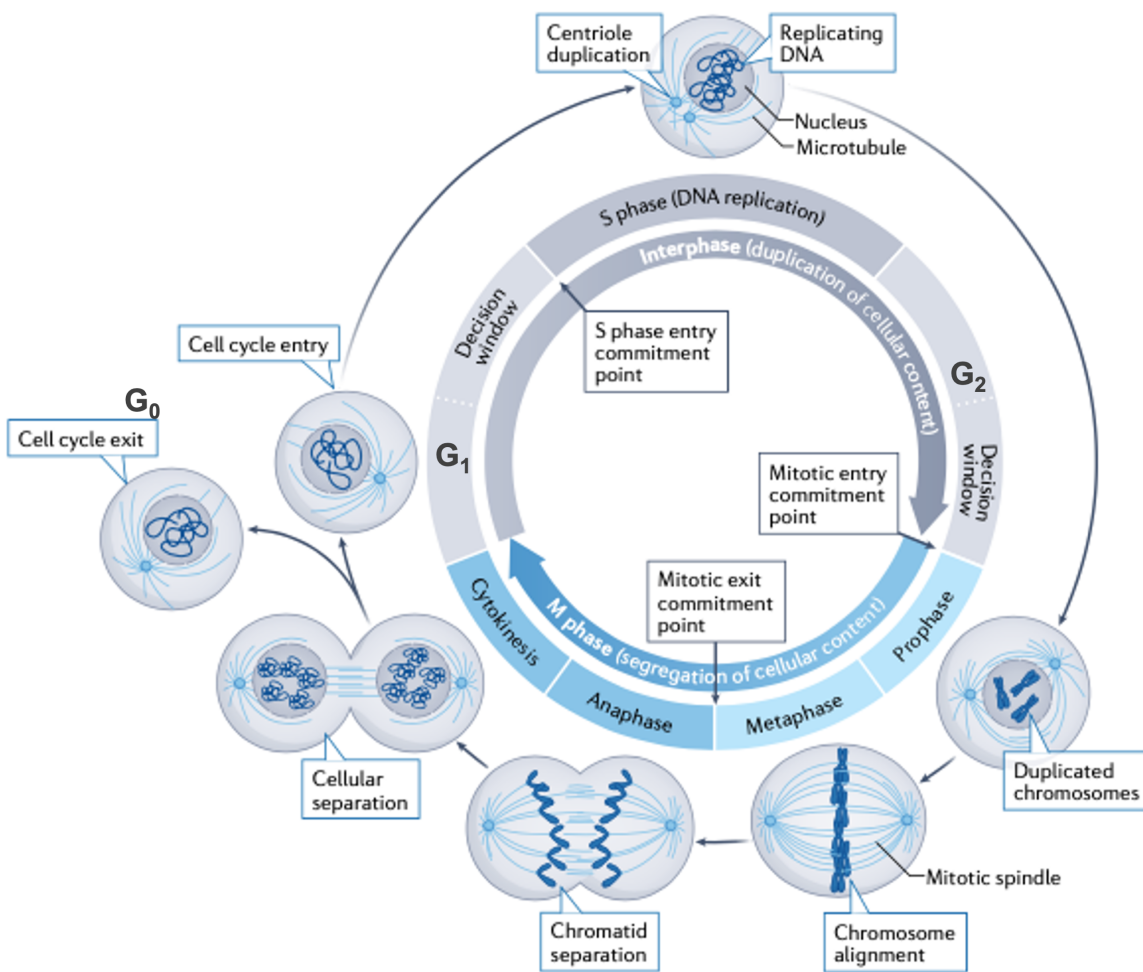 Centriole
duplication
Replicating
DNA
Nucleus
Microtubule
S phase (DNA replication)
Interphase (duplication of cellular content)
Decision
window
S phase entry
commitment
point
Cell cycle entry
G0
Cell cycle exit
G1
G2
Decision
window
Mitotic entry
commitment
point
Mitotic exit
commitment
point
M phase (segregation of cellular content)
Cytokinesis
Anaphase
Metaphase
Prophase
Cellular
separation
Duplicated
chromosomes
Mitotic spindle
Chromatid
separation
Chromosome
alignment